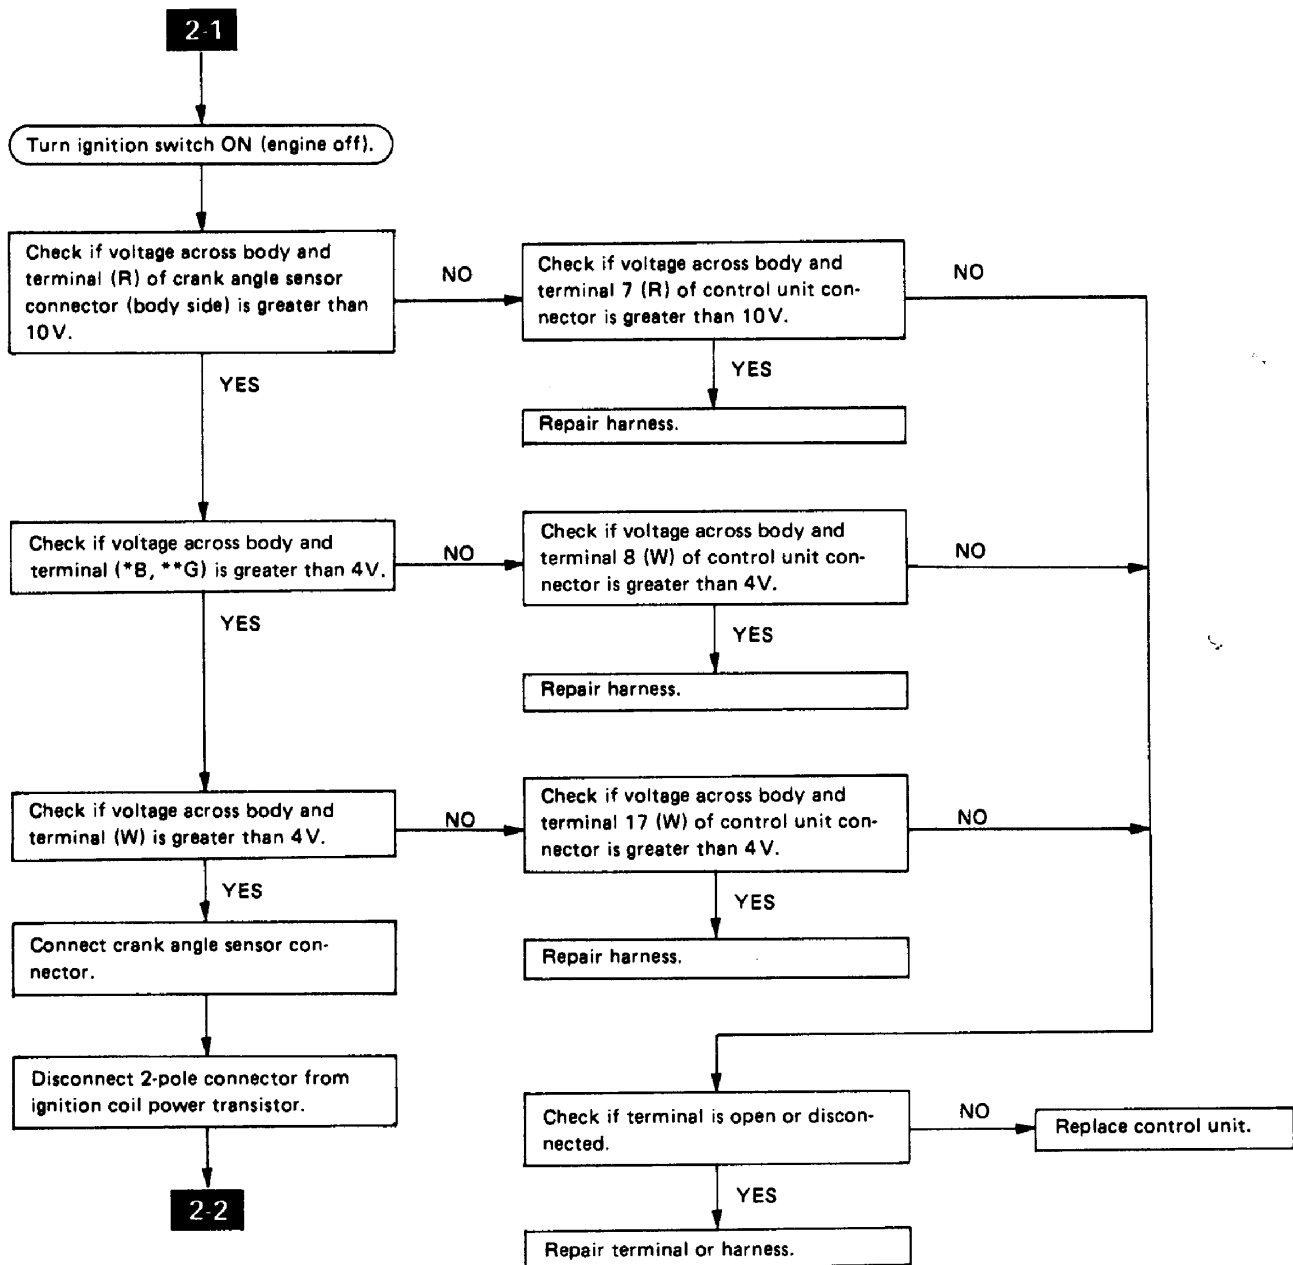 2-1
Turn ignition switch ON (engine off).
Check if voltage across body and
terminal (R) of crank angle sensor
connector (body side) is greater than
10V.
NO
Check if voltage across body and
terminal 7 (R) of control unit con-
nector is greater than 10V.
NO
YES
YES
Repair harness.
Check if voltage across body and
terminal (*B, **G) is greater than 4V.
NO
Check if voltage across body and
terminal 8 (W) of control unit con-
nector is greater than 4V.
NO
YES
YES
Repair harness.
Check if voltage across body and
terminal (W) is greater than 4V.
NO
Check if voltage across body and
terminal 17 (W) of control unit con-
nector is greater than 4V.
NO
YES
YES
Connect crank angle sensor con-
nector.
Repair harness.
Disconnect 2-pole connector from
ignition coil power transistor.
Check if terminal is open or discon-
nected.
NO
Replace control unit.
YES
2-2
Repair terminal or harness.